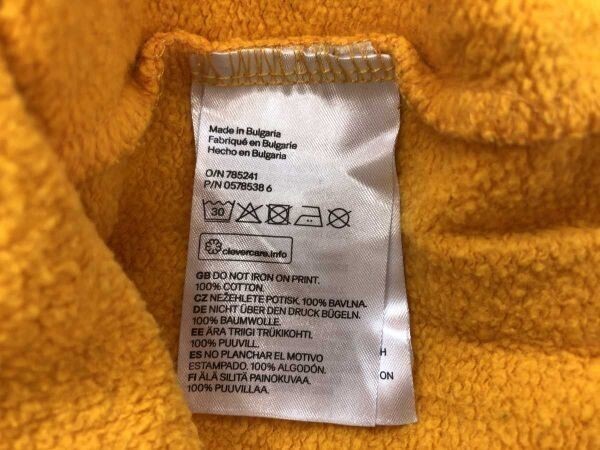 Made in Bulgaria
Fabriqué en Bulgarie
Hecho en Bulgaria
O/N 785241
P/N 0578538 6
30
clevercare.info
GB DO NOT IRON ON PRINT.
100% COTTON.
CZ NEŽEHLETE POTISK. 100% BAVLNA.
DE NICHT ÜBER DEN DRUCK BÜGELN.
100% BAUMWOLLE.
EE ÄRA TRIIGI TRÜKIKOHTI.
100% PUUVILL.
ES NO PLANCHAR EL MOTIVO
ESTAMPADO. 100% ALGODÓN.
FI ÄLÄ SILITÄ PAINOKUVAA.
100% PUUVILLAA.
H
ON